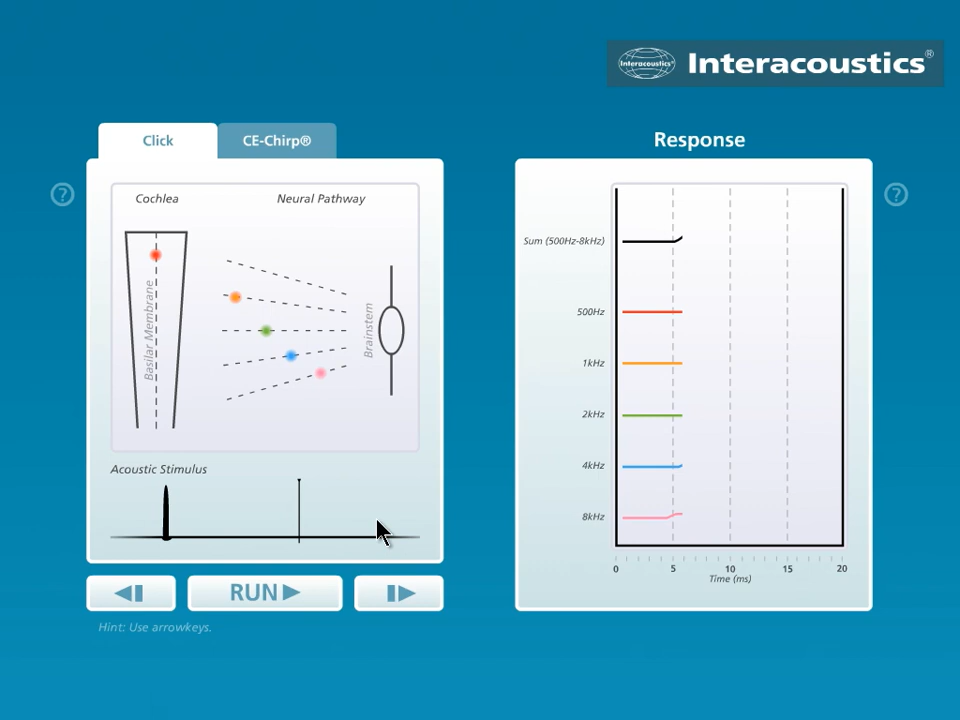 Interacoustics
Interacoustics®
Click
CE-Chirp®
Response
?
?
Cochlea
Neural Pathway
Basilar Membrane
Brainstem
Acoustic Stimulus
RUN
Hint: Use arrowkeys.
Sum (500Hz-8kHz)
500Hz
1kHz
2kHz
4kHz
8kHz
0 5 10 15 20
Time (ms)